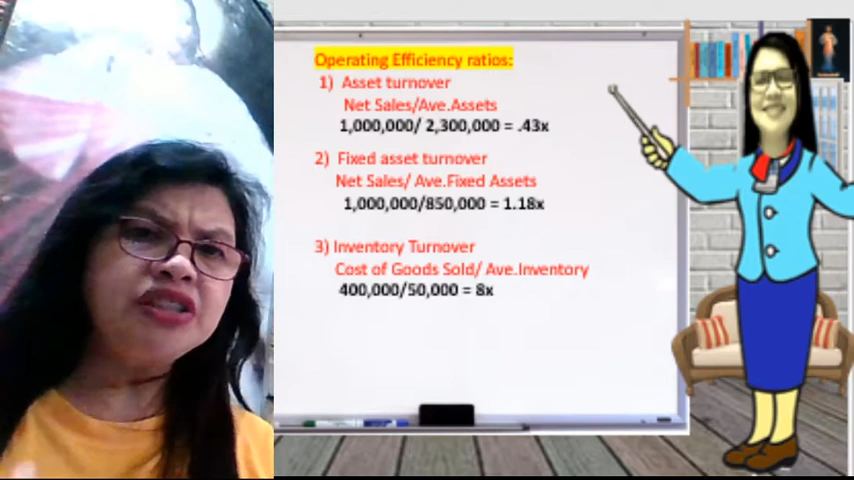 Operating Efficiency ratios:
1) Asset turnover
Net Sales/Ave.Assets
1,000,000/ 2,300,000 = .43x
2) Fixed asset turnover
Net Sales/ Ave.Fixed Assets
1,000,000/850,000 = 1.18x
3) Inventory Turnover
Cost of Goods Sold/ Ave.Inventory
400,000/50,000 = 8x